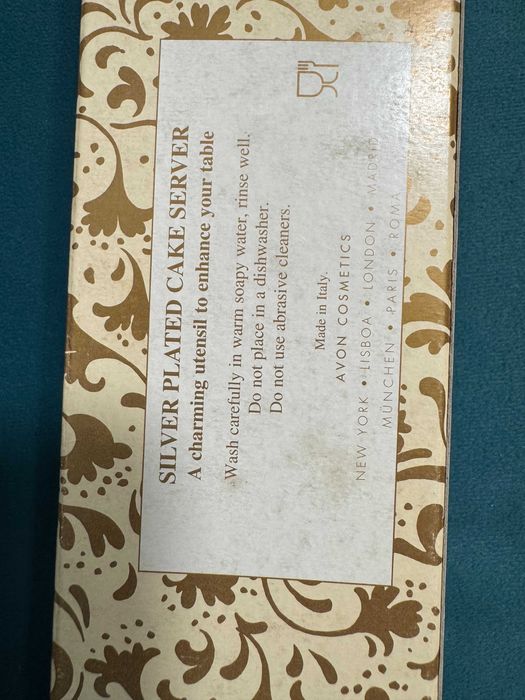 SILVER PLATED CAKE SERVER
A charming utensil to enhance your table
Wash carefully in warm soapy water, rinse well.
Do not place in a dishwasher.
Do not use abrasive cleaners.
Made in Italy.
AVON COSMETICS
NEW YORK • LISBOA • LONDON • MADRID
MÜNCHEN • PARIS • ROMA